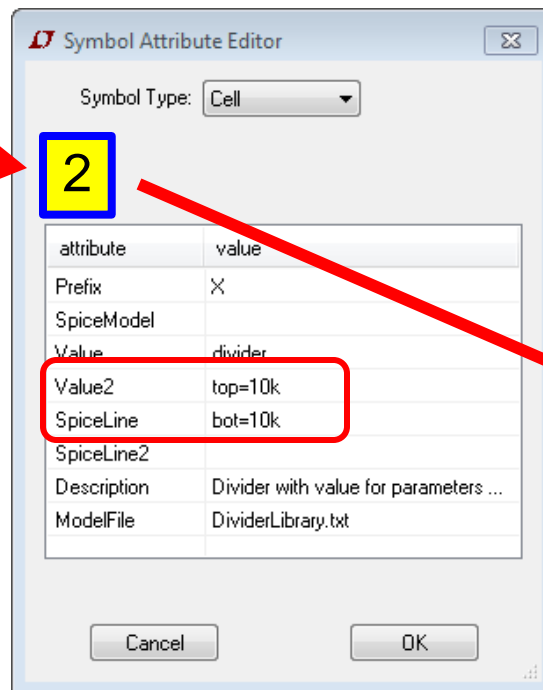 Symbol Attribute Editor
Symbol Type: Cell
2
attribute value
Prefix X
SpiceModel
Value divider
Value2 top=10k
SpiceLine bot=10k
SpiceLine2
Description Divider with value for parameters ...
ModelFile DividerLibrary.txt
Cancel OK